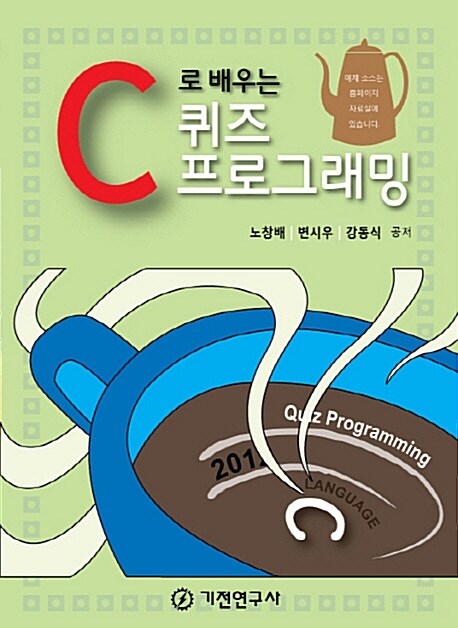 C로 배우는
퀴즈
프로그래밍
예제 소스는
홈페이지
자료실에
있습니다.
노창배 | 변시우 | 강동식 공저
Quiz Programming
2012
LANGUAGE
C
기전연구사